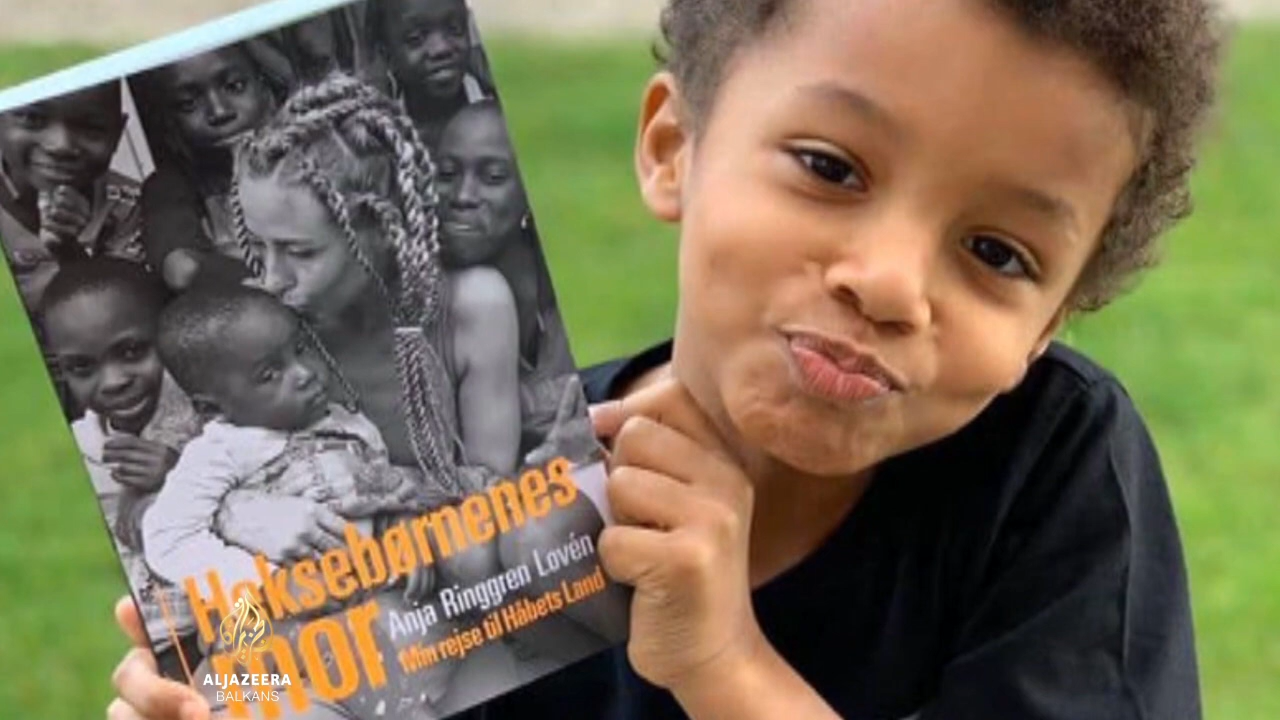 Heksebørnenes
mor
Anja Ringgren Lovén
Min rejse til Håbets Land
ALJAZEERA
BALKANS